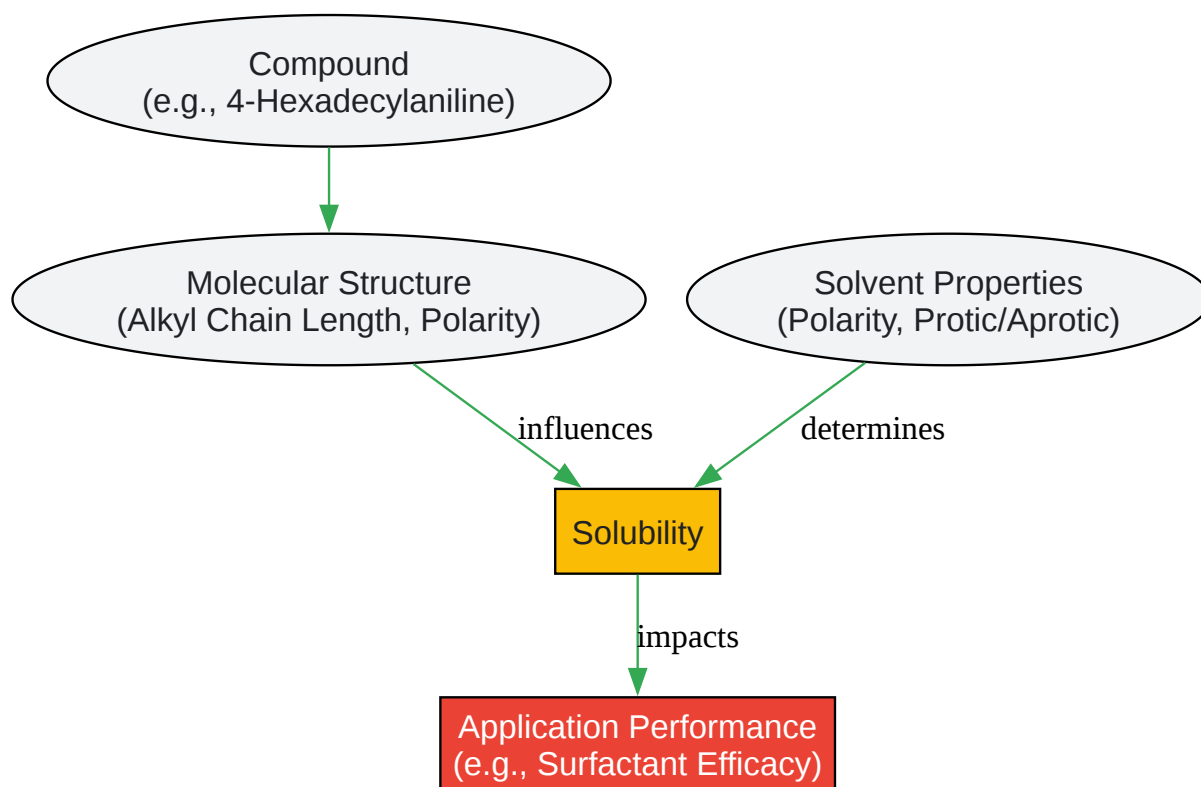 Compound
(e.g., 4-Hexadecylaniline)
Molecular Structure
(Alkyl Chain Length, Polarity)
Solvent Properties
(Polarity, Protic/Aprotic)
influences
determines
Solubility
impacts
Application Performance
(e.g., Surfactant Efficacy)